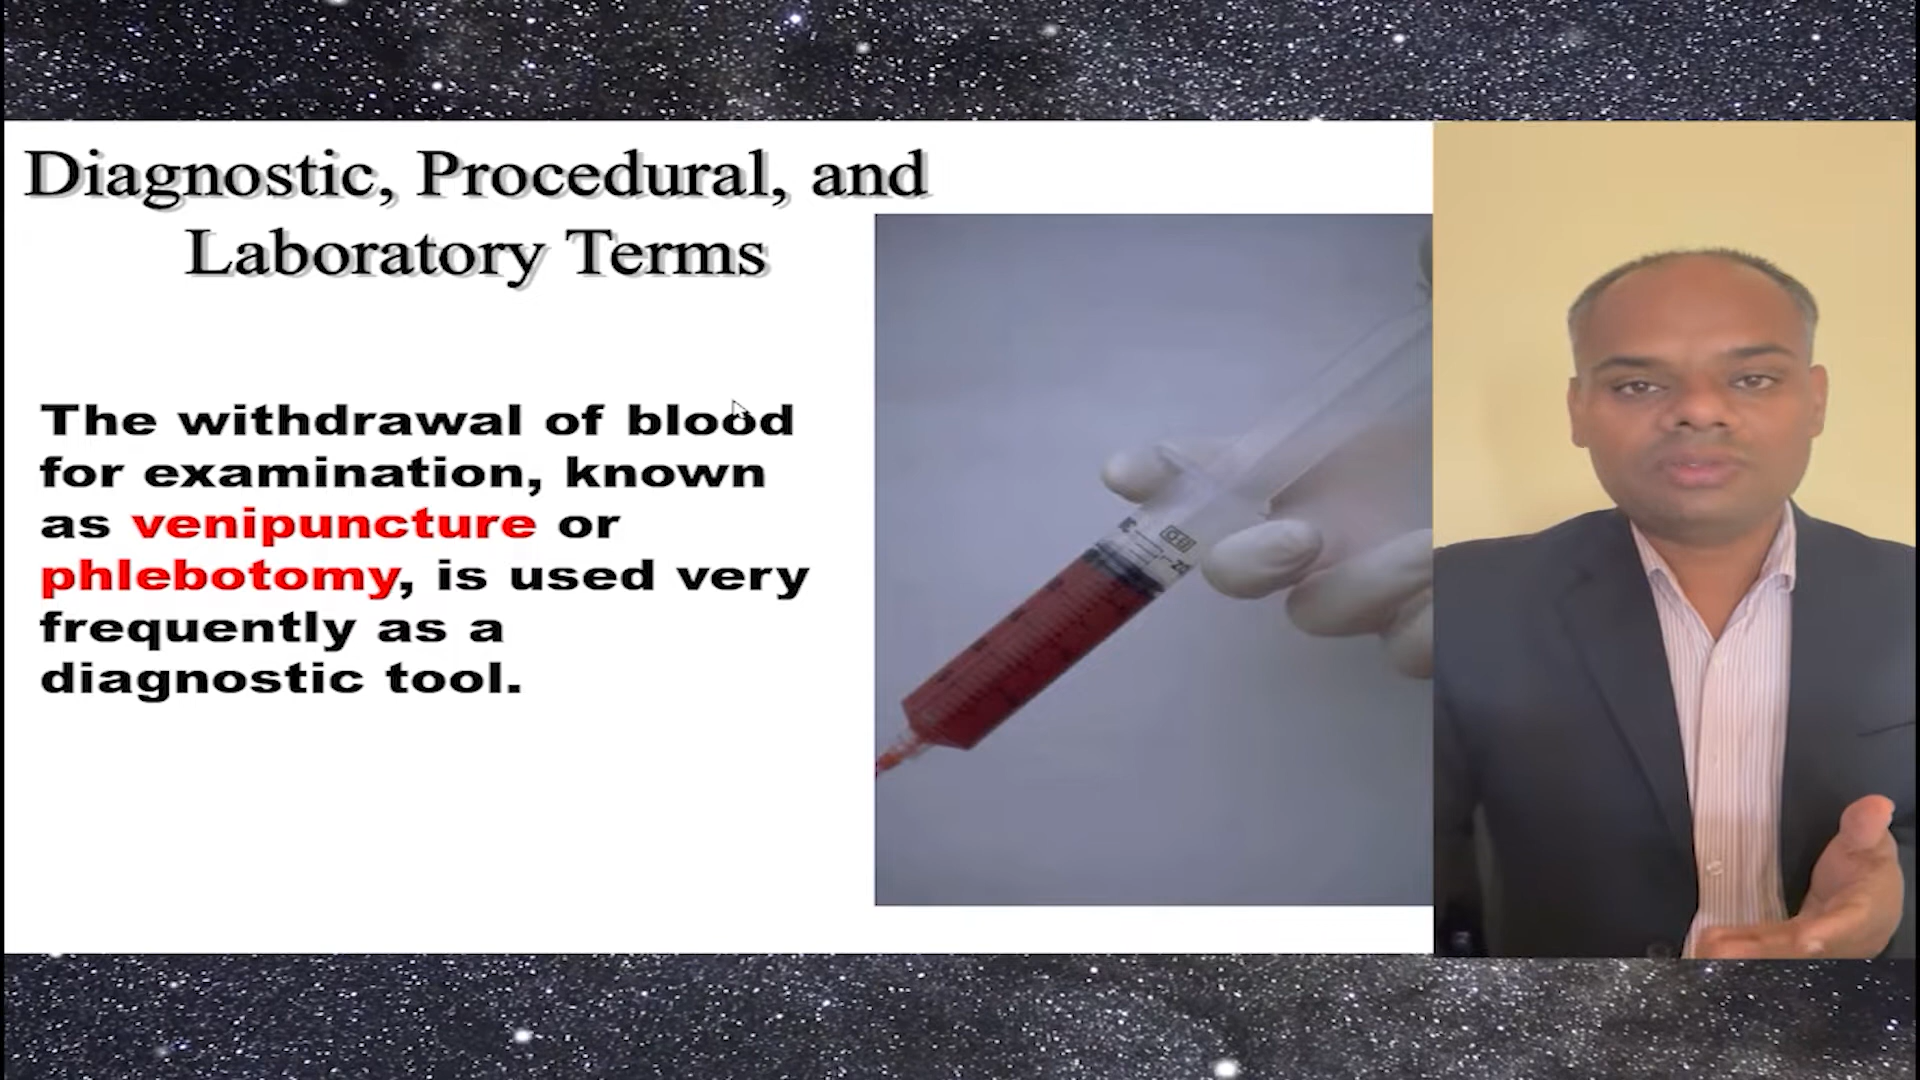 Diagnostic, Procedural, and
Laboratory Terms
The withdrawal of blood
for examination, known
as venipuncture or
phlebotomy, is used very
frequently as a
diagnostic tool.